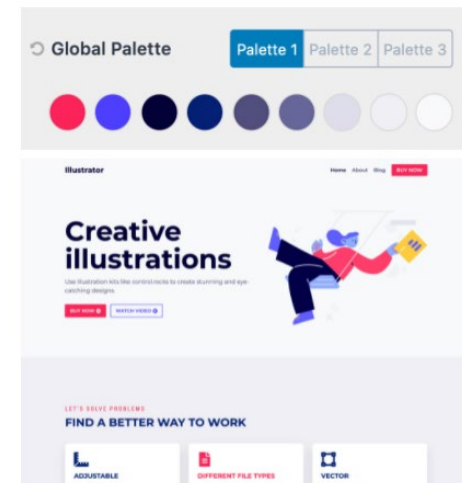 Global Palette
Palette 1 Palette 2 Palette 3
Illustrator
Home About Blog BUY NOW
Creative
illustrations
Use illustration kits like control.rocks to create stunning and eye-
catching designs.
BUY NOW WATCH VIDEO
LET'S SOLVE PROBLEMS
FIND A BETTER WAY TO WORK
ADJUSTABLE DIFFERENT FILE TYPES VECTOR